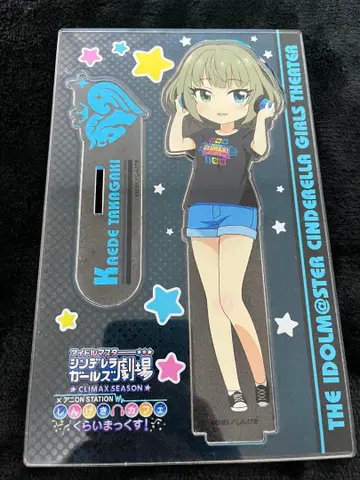 KAEDE TAKAGAKI
THE IDOLM@STER CINDERELLA GIRLS THEATER
CLIMAX
アイドルマスター
シンデレラ
ガールズ劇場
★CLIMAX SEASON★
×アニON STATION
しんげきカフェ
くらいまっくす!